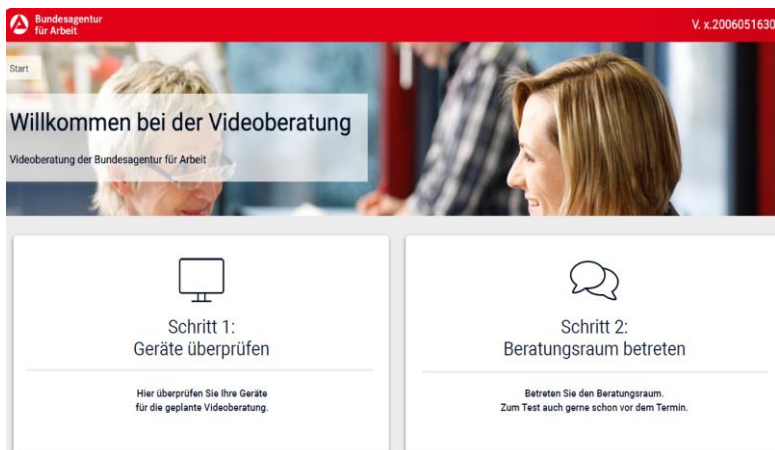 Bundesagentur
für Arbeit
V. x.2006051630
Start
Willkommen bei der Videoberatung
Videoberatung der Bundesagentur für Arbeit
Schritt 1:
Geräte überprüfen
Hier überprüfen Sie Ihre Geräte
für die geplante Videoberatung.
Schritt 2:
Beratungsraum betreten
Betreten Sie den Beratungsraum.
Zum Test auch gerne schon vor dem Termin.